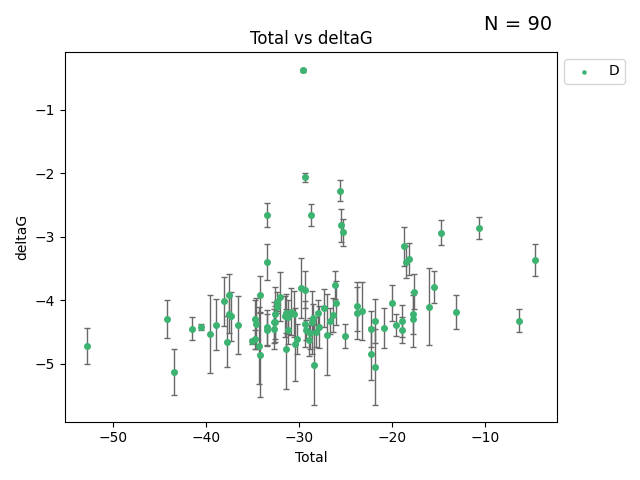 N = 90
Total vs deltaG
D
−1
−2
−3
−4
−5
deltaG
−50 −40 −30 −20 −10
Total